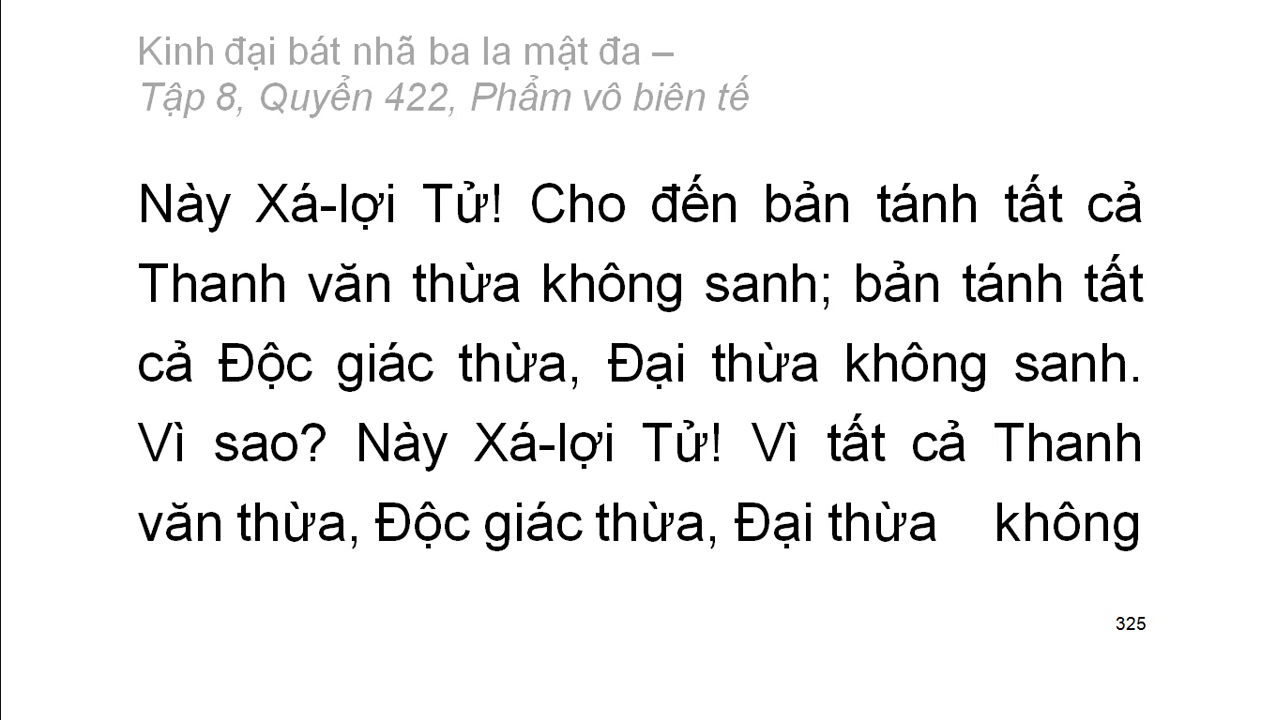 Kinh đại bát nhã ba la mật đa –
Tập 8, Quyển 422, Phẩm vô biên tế
Này Xá-lợi Tử! Cho đến bản tánh tất cả
Thanh văn thừa không sanh; bản tánh tất
cả Độc giác thừa, Đại thừa không sanh.
Vì sao? Này Xá-lợi Tử! Vì tất cả Thanh
văn thừa, Độc giác thừa, Đại thừa không
325